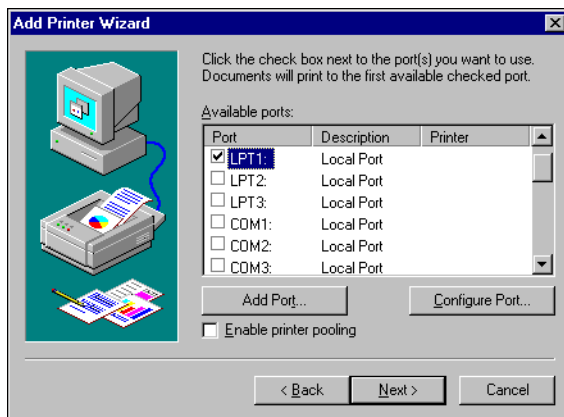 Add Printer Wizard
Click the check box next to the port(s) you want to use.
Documents will print to the first available checked port.
Available ports:
Port Description Printer
LPT1: Local Port
LPT2: Local Port
LPT3: Local Port
COM1: Local Port
COM2: Local Port
COM3: Local Port
Add Port... Configure Port...
Enable printer pooling
< Back Next > Cancel